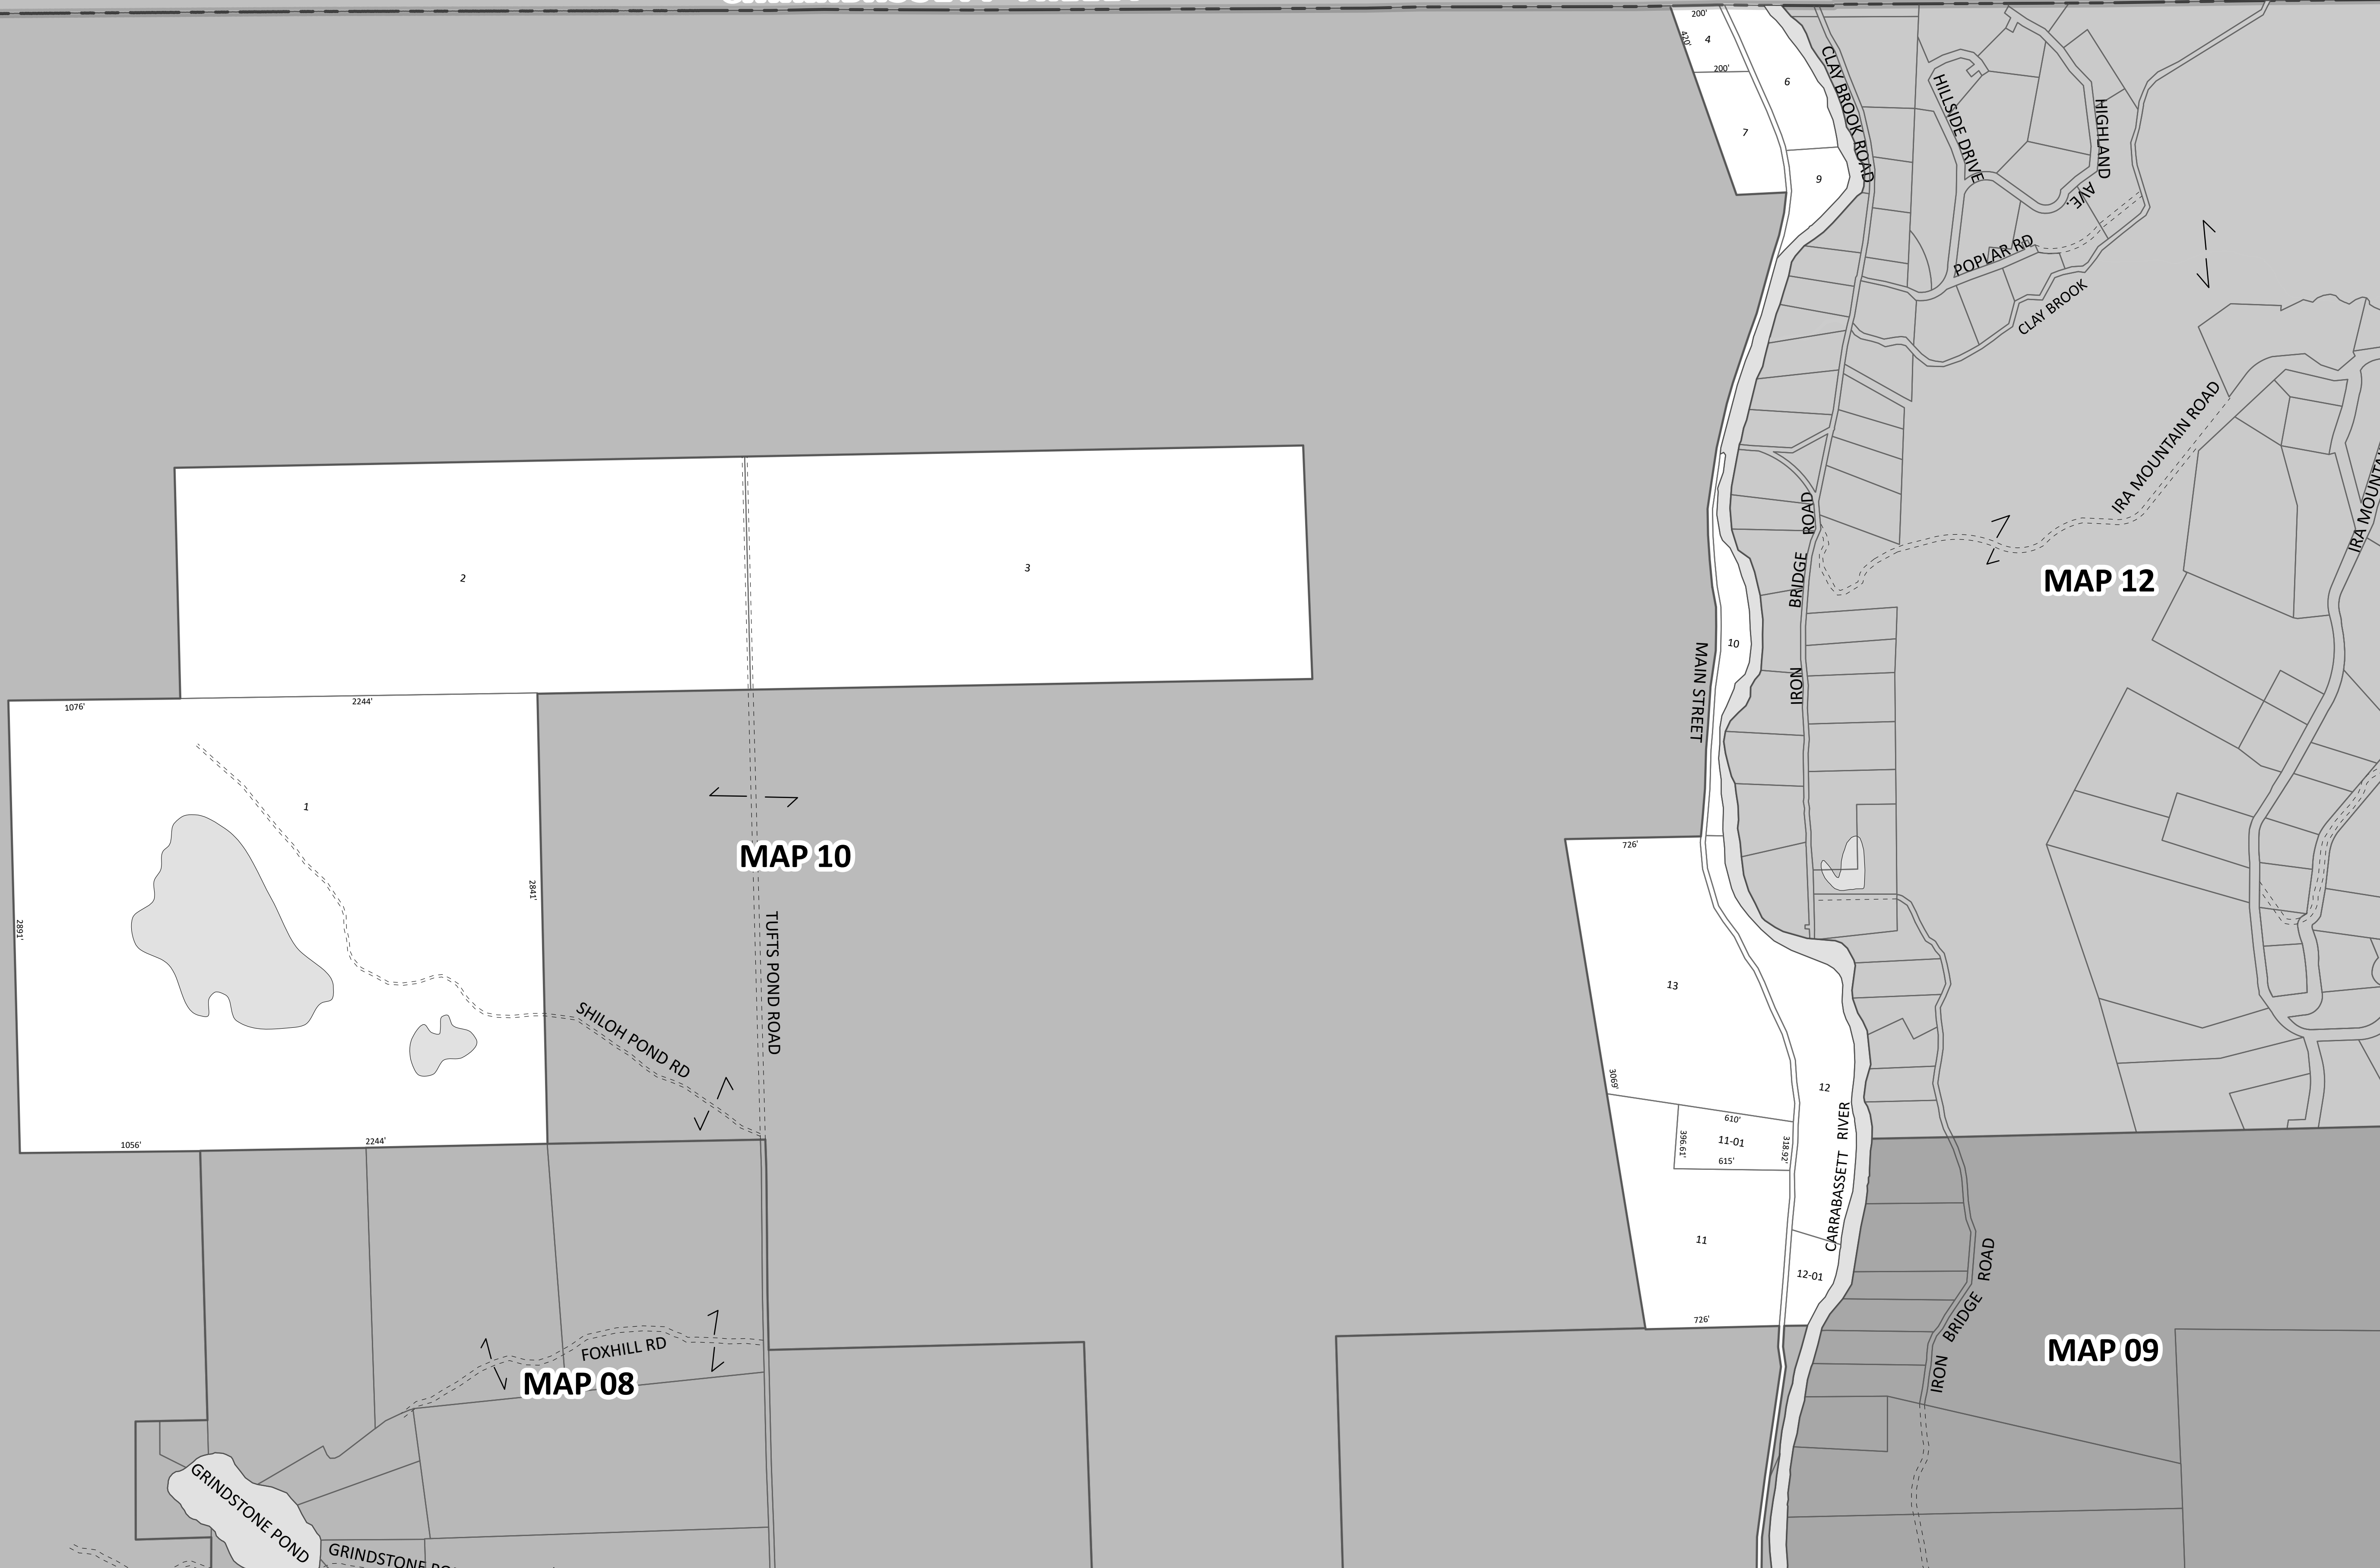 200'
420'
4
200'
6
7
9
CLAY BROOK ROAD
HILLSIDE DRIVE
HIGHLAND
AVE.
POPLAR RD
CLAY BROOK
IRA MOUNTAIN ROAD
MAP 12
2
3
BRIDGE ROAD
IRON
MAIN STREET
10
1076'
2244'
1
2891'
2841'
MAP 10
TUFTS POND ROAD
SHILOH POND RD
1056'
2244'
726'
13
3069'
12
610'
396.61'
11-01
318.92'
615'
CARRABASSETT RIVER
11
12-01
726'
IRON BRIDGE ROAD
MAP 09
FOXHILL RD
MAP 08
GRINDSTONE POND
GRINDSTONE